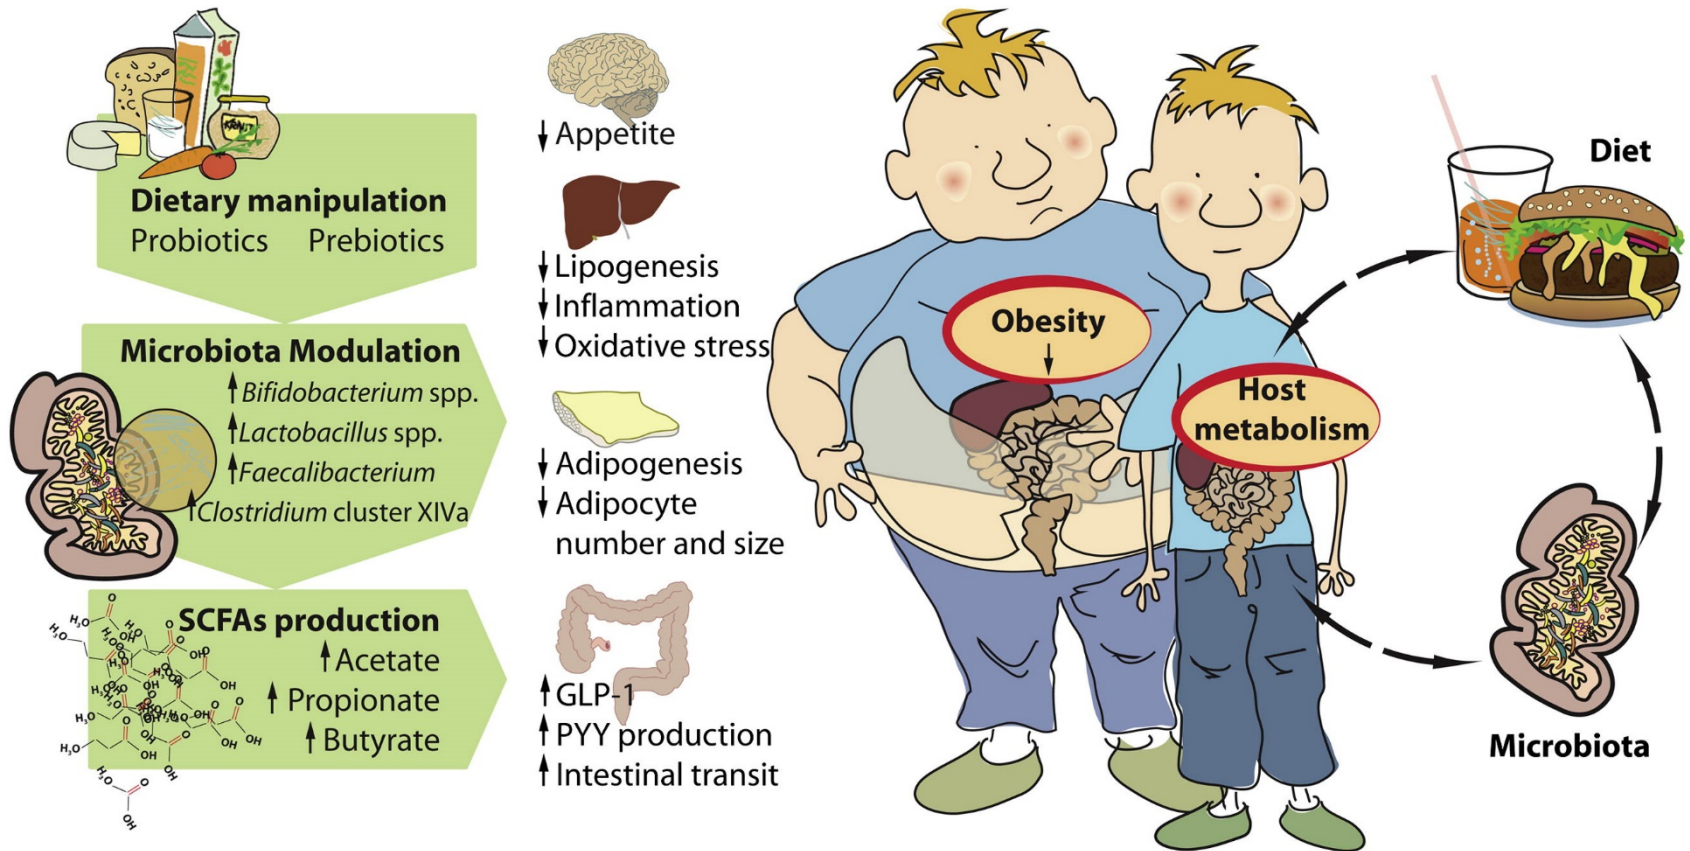 Dietary manipulation
Probiotics Prebiotics
Microbiota Modulation
↑Bifidobacterium spp.
↑Lactobacillus spp.
↑Faecalibacterium
↑Clostridium cluster XIVa
SCFAs production
↑Acetate
↑Propionate
↑Butyrate
↓Appetite
↓Lipogenesis
↓Inflammation
↓Oxidative stress
↓Adipogenesis
↓Adipocyte
number and size
↑GLP-1
↑PYY production
↑Intestinal transit
Obesity
↓
Host
metabolism
Diet
Microbiota